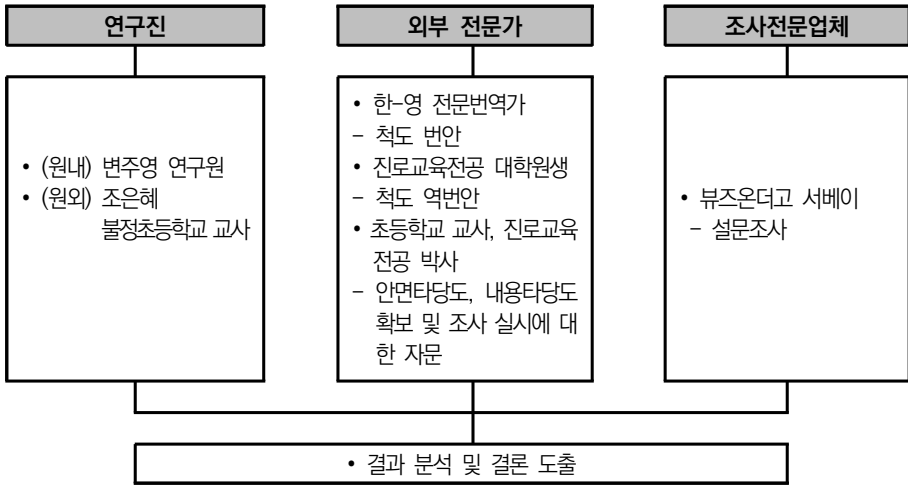 연구진
• (원내) 변주영 연구원
• (원외) 조은혜
불정초등학교 교사
외부 전문가
• 한-영 전문번역가
- 척도 번안
• 진로교육전공 대학원생
- 척도 역번안
• 초등학교 교사, 진로교육
전공 박사
- 안면타당도, 내용타당도
확보 및 조사 실시에 대
한 자문
조사전문업체
• 뷰즈온더고 서베이
- 설문조사
• 결과 분석 및 결론 도출